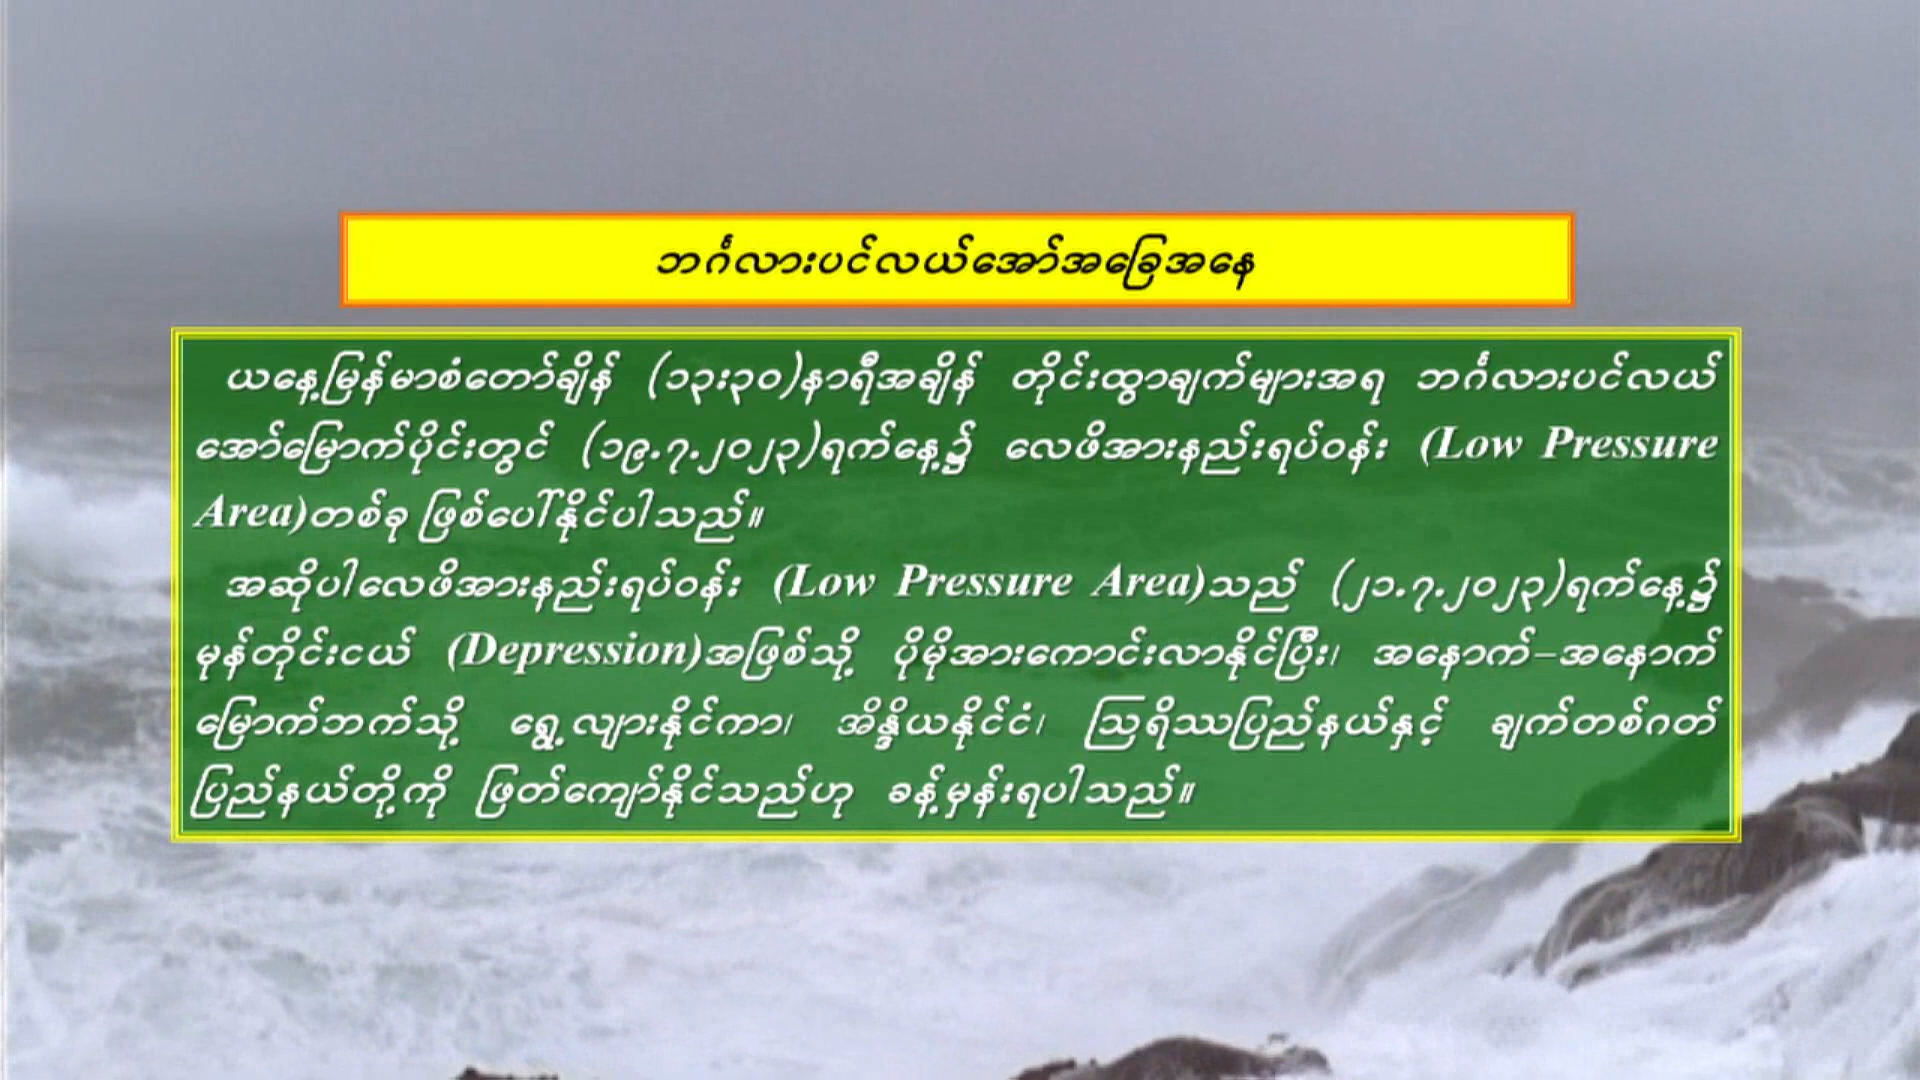 ဘင်္ဂလားပင်လယ်အော်အခြေအနေ
ယနေ့မြန်မာစံတော်ချိန် (၁၃း၃၀)နာရီအချိန် တိုင်းထွာချက်များအရ ဘင်္ဂလားပင်လယ်
အော်မြောက်ပိုင်းတွင် (၁၉.၇.၂၀၂၃)ရက်နေ့၌ လေဖိအားနည်းရပ်ဝန်း (Low Pressure
Area)တစ်ခု ဖြစ်ပေါ်နိုင်ပါသည်။
အဆိုပါလေဖိအားနည်းရပ်ဝန်း (Low Pressure Area)သည် (၂၁.၇.၂၀၂၃)ရက်နေ့၌
မုန်တိုင်းငယ် (Depression)အဖြစ်သို့ ပိုမိုအားကောင်းလာနိုင်ပြီး၊ အနောက်–အနောက်
မြောက်ဘက်သို့ ရွေ့လျားနိုင်ကာ၊ အိန္ဒိယနိုင်ငံ၊ ဩရိဿပြည်နယ်နှင့် ချက်တစ်ဂတ်
ပြည်နယ်တို့ကို ဖြတ်ကျော်နိုင်သည်ဟု ခန့်မှန်းရပါသည်။